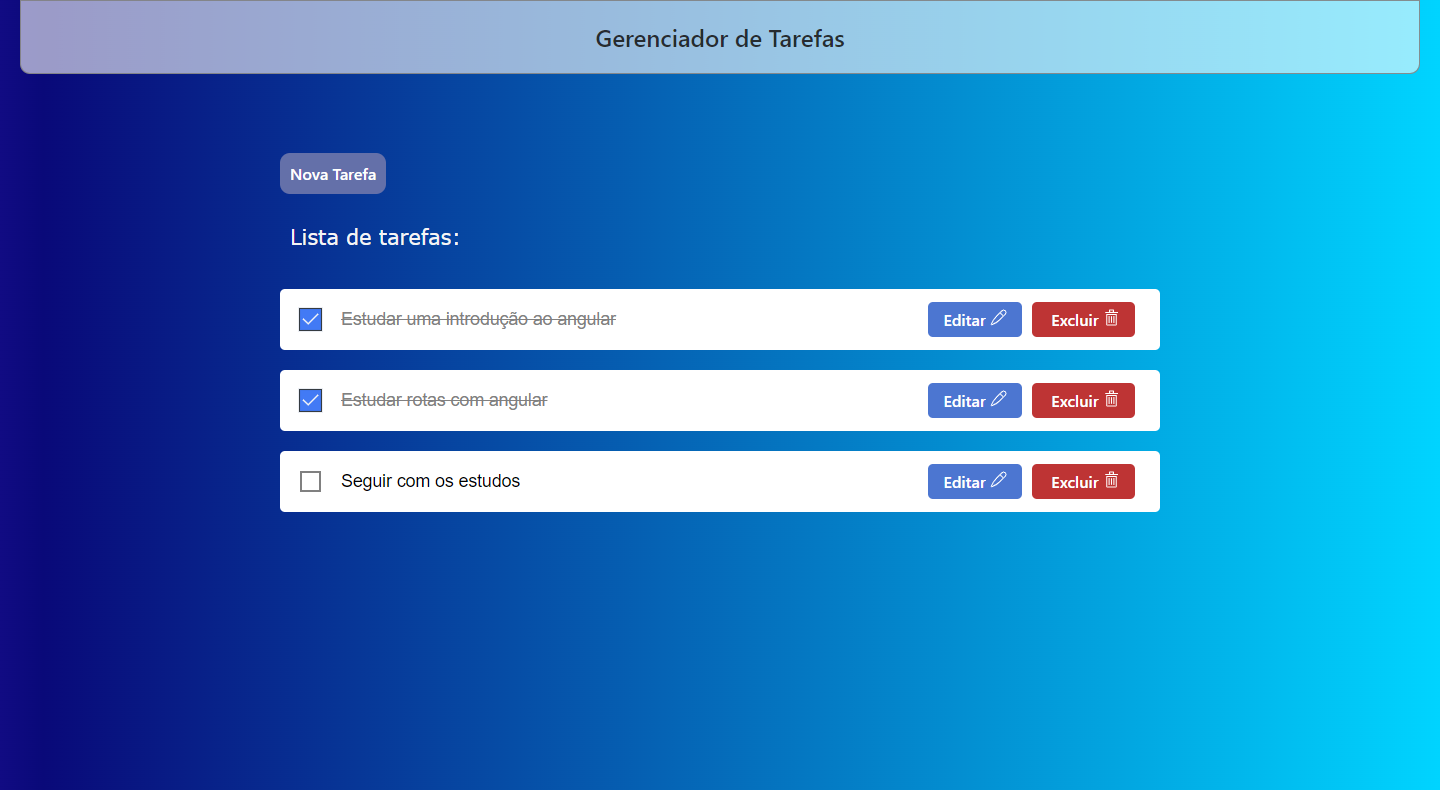 Gerenciador de Tarefas
Nova Tarefa
Lista de tarefas:
Estudar uma introdução ao angular Editar Excluir
Estudar rotas com angular Editar Excluir
Seguir com os estudos Editar Excluir